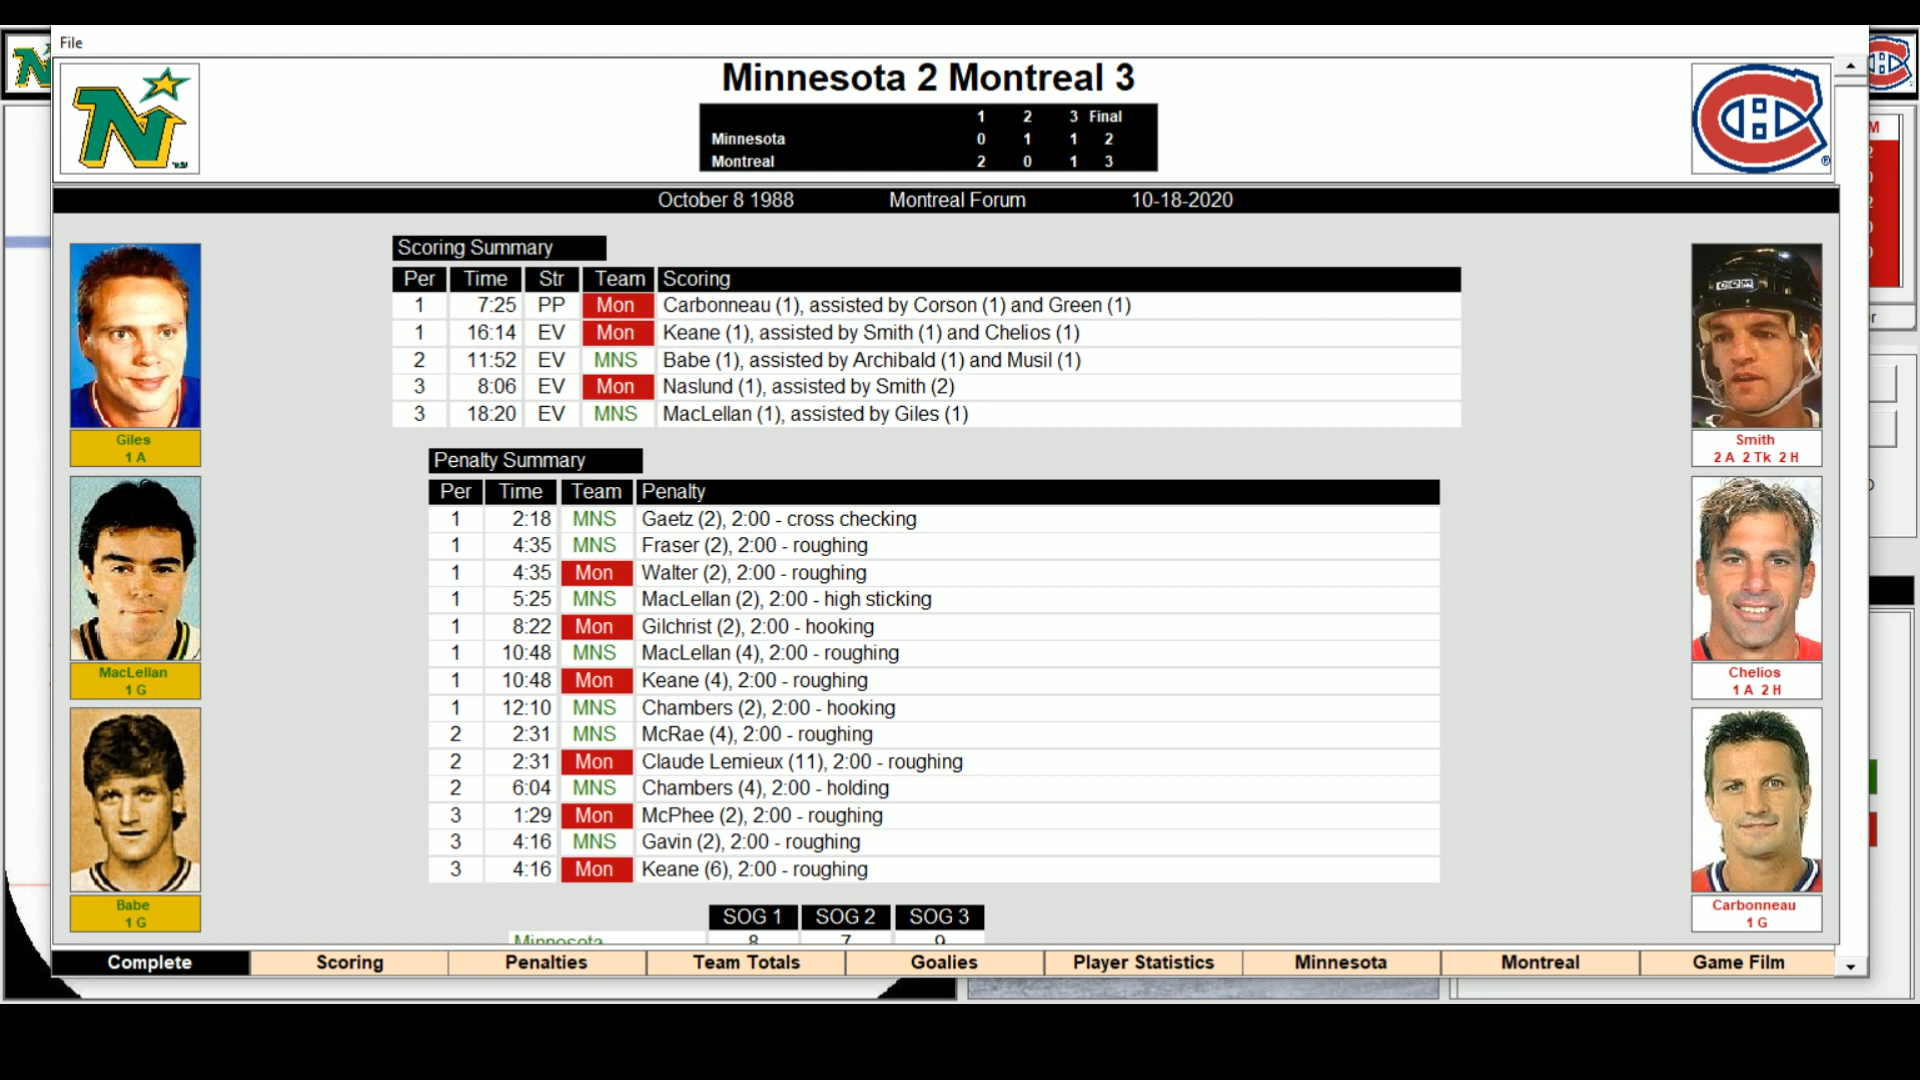 File
Minnesota 2 Montreal 3
1 2 3 Final
Minnesota 0 1 1 2
Montreal 2 0 1 3
October 8 1988 Montreal Forum 10-18-2020
Scoring Summary
Per Time Str Team Scoring
1 7:25 PP Mon Carbonneau (1), assisted by Corson (1) and Green (1)
1 16:14 EV Mon Keane (1), assisted by Smith (1) and Chelios (1)
2 11:52 EV MNS Babe (1), assisted by Archibald (1) and Musil (1)
3 8:06 EV Mon Naslund (1), assisted by Smith (2)
3 18:20 EV MNS MacLellan (1), assisted by Giles (1)
Giles
1 A
MacLellan
1 G
Babe
1 G
Penalty Summary
Per Time Team Penalty
1 2:18 MNS Gaetz (2), 2:00 - cross checking
1 4:35 MNS Fraser (2), 2:00 - roughing
1 4:35 Mon Walter (2), 2:00 - roughing
1 5:25 MNS MacLellan (2), 2:00 - high sticking
1 8:22 Mon Gilchrist (2), 2:00 - hooking
1 10:48 MNS MacLellan (4), 2:00 - roughing
1 10:48 Mon Keane (4), 2:00 - roughing
1 12:10 MNS Chambers (2), 2:00 - hooking
2 2:31 MNS McRae (4), 2:00 - roughing
2 2:31 Mon Claude Lemieux (11), 2:00 - roughing
2 6:04 MNS Chambers (4), 2:00 - holding
3 1:29 Mon McPhee (2), 2:00 - roughing
3 4:16 MNS Gavin (2), 2:00 - roughing
3 4:16 Mon Keane (6), 2:00 - roughing
Smith
2 A 2 Tk 2 H
Chelios
1 A 2 H
Carbonneau
1 G
SOG 1 SOG 2 SOG 3
Minnesota 8 7 9
Complete Scoring Penalties Team Totals Goalies Player Statistics Minnesota Montreal Game Film